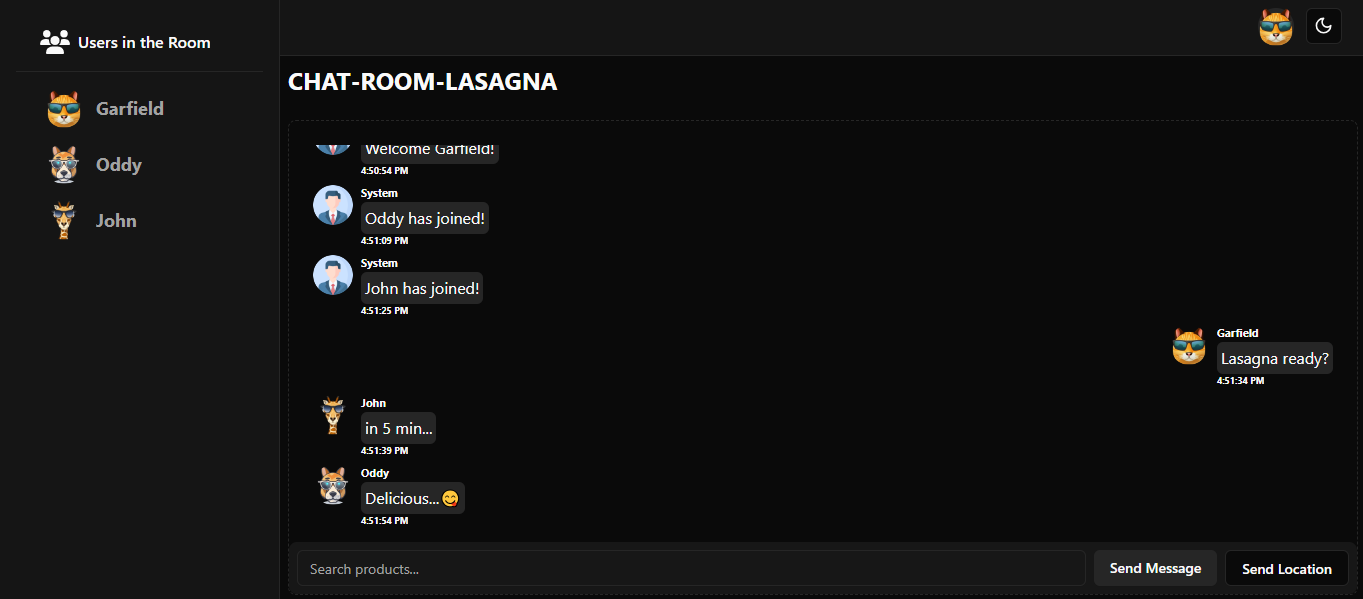 Users in the Room
Garfield
Oddy
John
CHAT-ROOM-LASAGNA
Welcome Garfield!
4:50:54 PM
System
Oddy has joined!
4:51:09 PM
System
John has joined!
4:51:25 PM
Garfield
Lasagna ready?
4:51:34 PM
John
in 5 min...
4:51:39 PM
Oddy
Delicious...😋
4:51:54 PM
Search products...
Send Message
Send Location